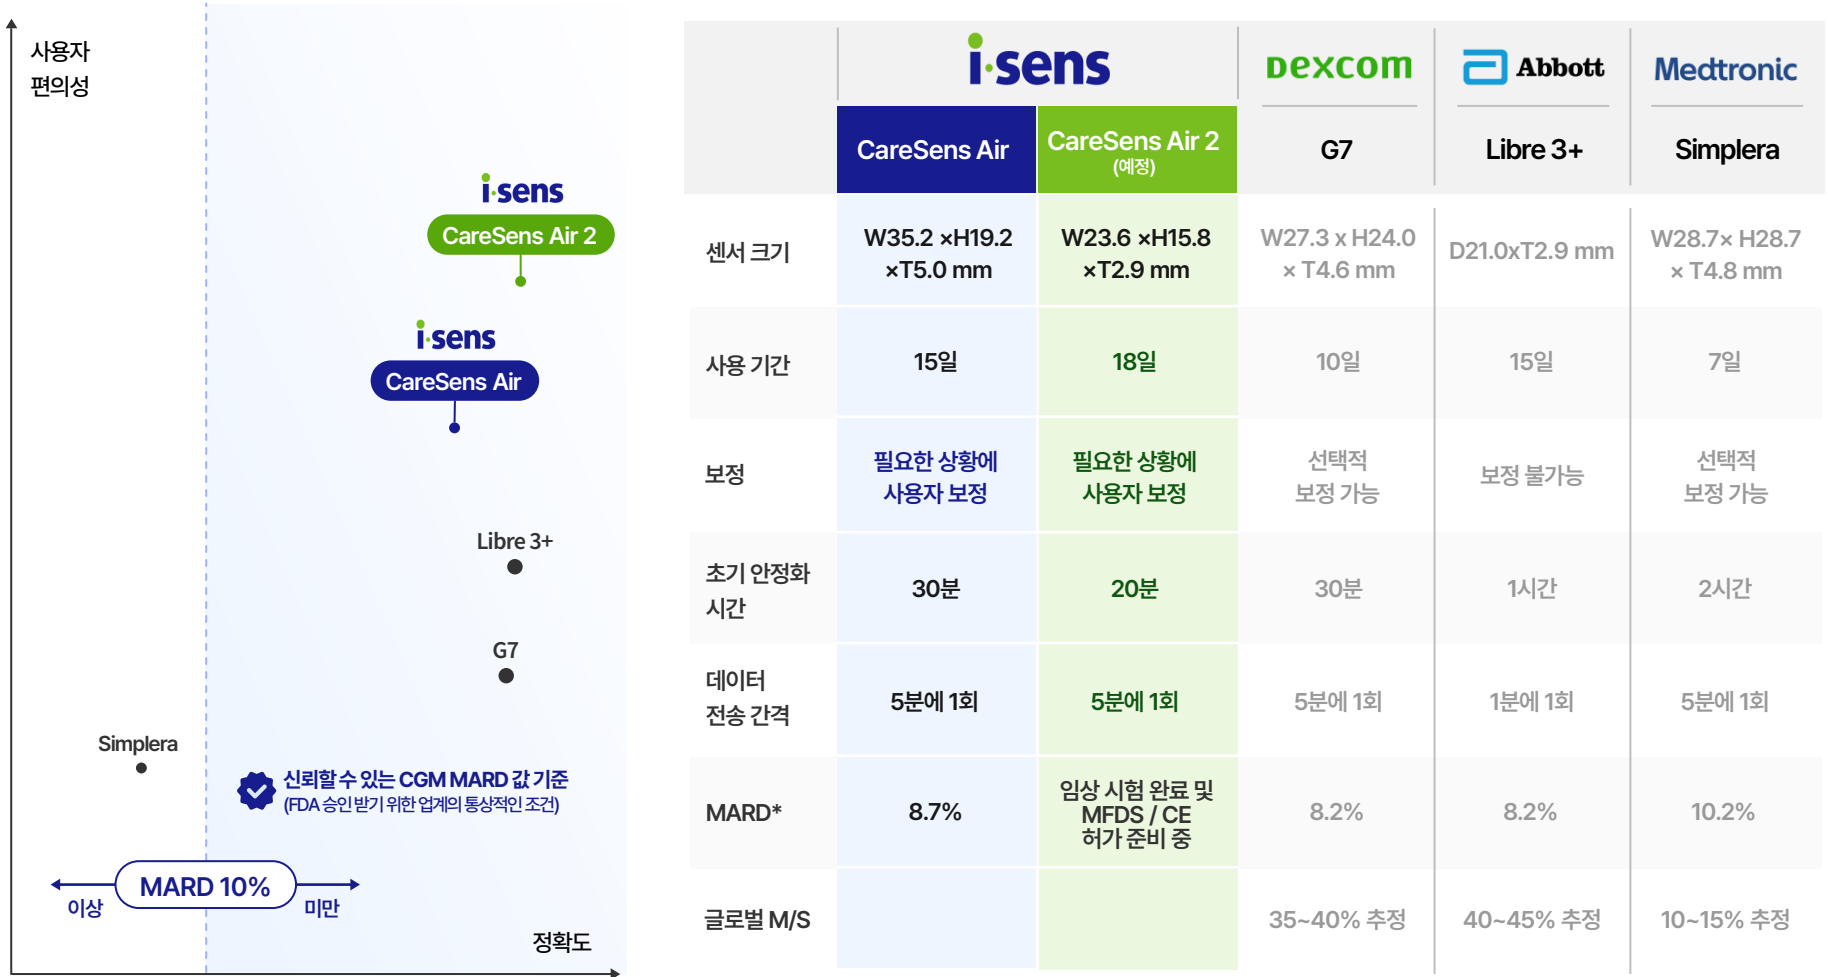 사용자
편의성
i·sens
CareSens Air 2
i·sens
CareSens Air
Libre 3+
G7
Simplera
신뢰할 수 있는 CGM MARD 값 기준
(FDA 승인 받기 위한 업계의 통상적인 조건)
MARD 10%
이상
미만
정확도
i·sens
Dexcom
Abbott
Medtronic
CareSens Air
CareSens Air 2
(예정)
G7
Libre 3+
Simplera
센서 크기
W35.2 ×H19.2
×T5.0 mm
W23.6 ×H15.8
×T2.9 mm
W27.3 x H24.0
× T4.6 mm
D21.0xT2.9 mm
W28.7× H28.7
× T4.8 mm
사용 기간
15일
18일
10일
15일
7일
보정
필요한 상황에
사용자 보정
필요한 상황에
사용자 보정
선택적
보정 가능
보정 불가능
선택적
보정 가능
초기 안정화
시간
30분
20분
30분
1시간
2시간
데이터
전송 간격
5분에 1회
5분에 1회
5분에 1회
1분에 1회
5분에 1회
MARD*
8.7%
임상 시험 완료 및
MFDS / CE
허가 준비 중
8.2%
8.2%
10.2%
글로벌 M/S
35~40% 추정
40~45% 추정
10~15% 추정